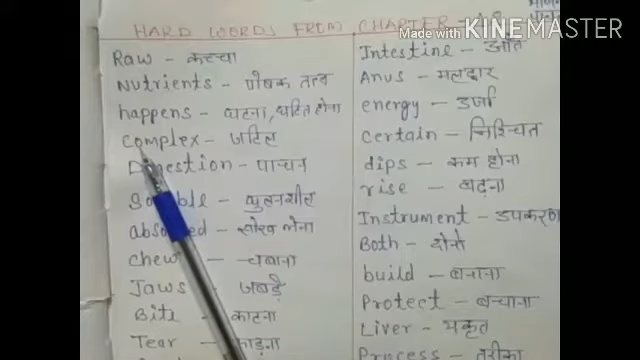 HARD WORDS FROM CHAPTER-
Made with KINEMASTER
Raw - कच्चा
Nutrients - पोषक तत्व
happens - घटना, घटित होना
Complex - जटिल
Digestion - पाचन
Soluble - घुलनशील
absorbed - सोख लेना
Chew - चबाना
Jaws - जबड़े
Bite - काटना
Tear - फाड़ना
Intestine - आँत
Anus - मलद्वार
energy - उर्जा
Certain - निश्चित
dips - कम होना
rise - बढ़ना
Instrument - उपकरण
Both - दोनो
build - बनाना
Protect - बचाना
Liver - यकृत
Process - तरीका